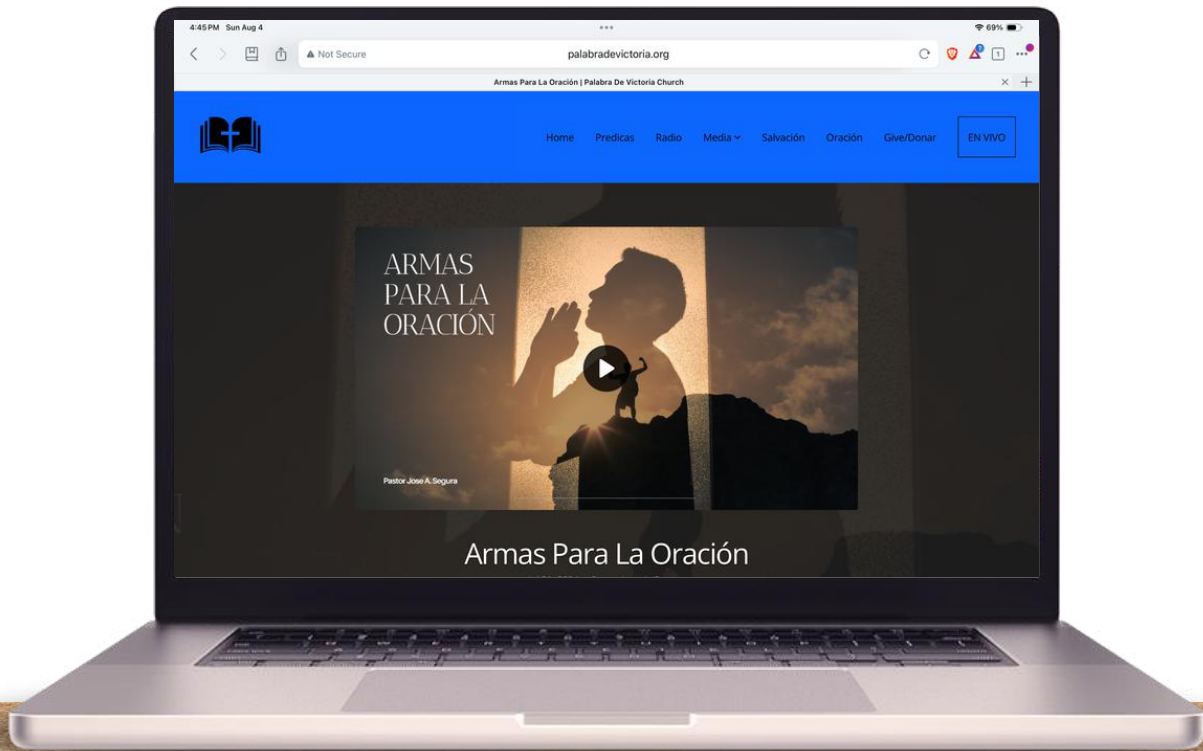 4:45 PM Sun Aug 4
69%
Not Secure
palabradevictoria.org
1
Armas Para La Oración | Palabra De Victoria Church
Home Predicas Radio Media Salvación Oración Give/Donar EN VIVO
ARMAS
PARA LA
ORACIÓN
Pastor Jose A. Segura
Armas Para La Oración